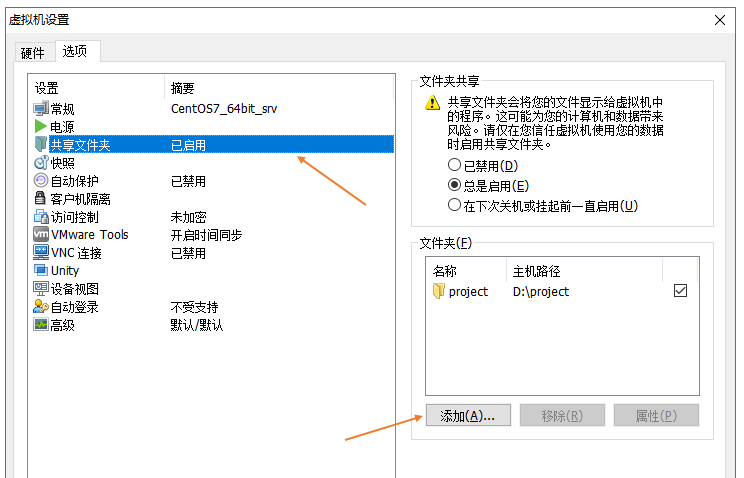 虚拟机设置
硬件 选项
设置 摘要
常规 CentOS7_64bit_srv
电源
共享文件夹 已启用
快照
自动保护 已禁用
客户机隔离
访问控制 未加密
vm VMware Tools 开启时间同步
VNC 连接 已禁用
Unity
设备视图
自动登录 不受支持
高级 默认/默认
文件夹共享
共享文件夹会将您的文件显示给虚拟机中
的程序。这可能为您的计算机和数据带来
风险。请仅在您信任虚拟机使用您的数据
时启用共享文件夹。
已禁用(D)
总是启用(E)
在下次关机或挂起前一直启用(U)
文件夹(F)
名称 主机路径
project D:\project
添加(A)... 移除(R) 属性(P)